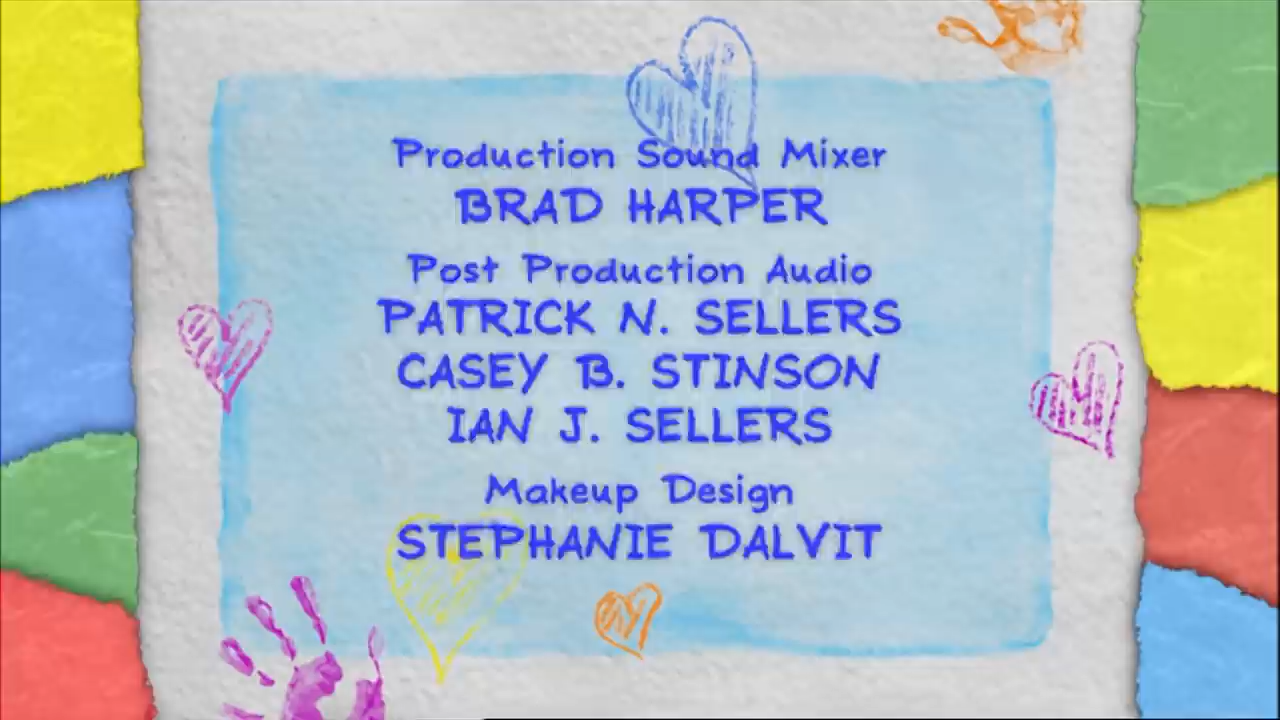 Production Sound Mixer
BRAD HARPER
Post Production Audio
PATRICK N. SELLERS
CASEY B. STINSON
IAN J. SELLERS
Makeup Design
STEPHANIE DALVIT